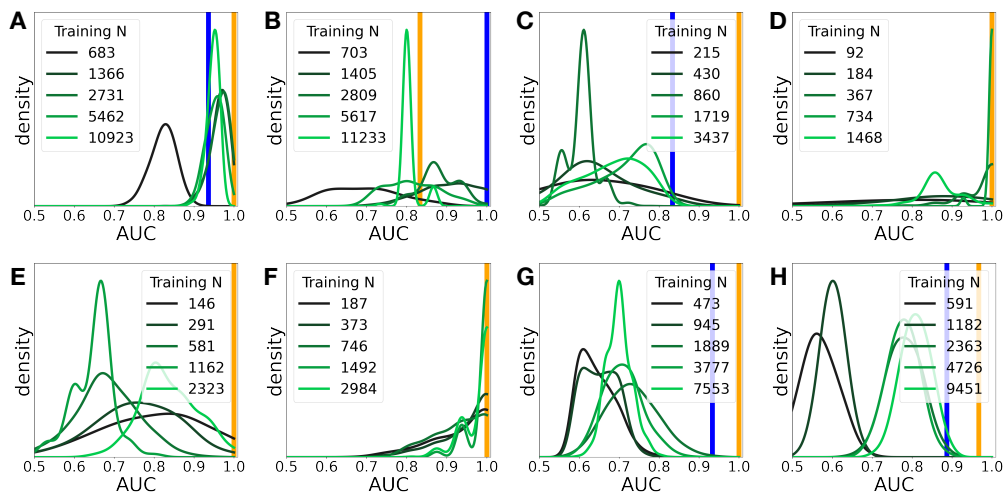 A
density
Training N
683
1366
2731
5462
10923
0.5 0.6 0.7 0.8 0.9 1.0
AUC
B
density
Training N
703
1405
2809
5617
11233
0.5 0.6 0.7 0.8 0.9 1.0
AUC
C
density
Training N
215
430
860
1719
3437
0.5 0.6 0.7 0.8 0.9 1.0
AUC
D
density
Training N
92
184
367
734
1468
0.5 0.6 0.7 0.8 0.9 1.0
AUC
E
density
Training N
146
291
581
1162
2323
0.5 0.6 0.7 0.8 0.9 1.0
AUC
F
density
Training N
187
373
746
1492
2984
0.5 0.6 0.7 0.8 0.9 1.0
AUC
G
density
Training N
473
945
1889
3777
7553
0.5 0.6 0.7 0.8 0.9 1.0
AUC
H
density
Training N
591
1182
2363
4726
9451
0.5 0.6 0.7 0.8 0.9 1.0
AUC